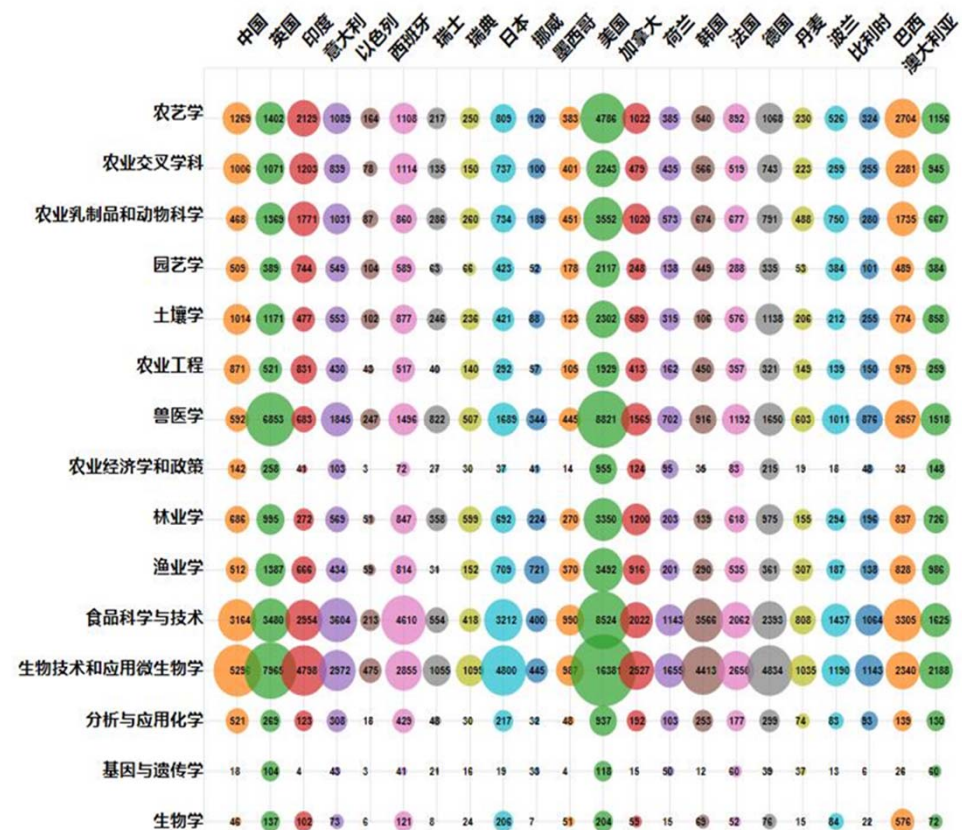 中国 英国 印度 意大利 以色列 西班牙 瑞士 瑞典 日本 挪威 墨西哥 美国 加拿大 荷兰 韩国 法国 德国 丹麦 波兰 比利时 巴西 澳大利亚
农艺学 1269 1402 2129 1089 164 1108 217 250 809 120 383 4786 1022 385 540 892 1068 230 526 324 2704 1156
农业交叉学科 1006 1071 1203 839 78 1114 135 150 737 100 401 2243 479 435 566 519 743 223 259 255 2281 945
农业乳制品和动物科学 468 1369 1771 1031 87 860 286 260 734 189 451 3552 1020 573 674 677 791 488 750 280 1735 667
园艺学 509 389 744 549 104 589 63 66 423 52 178 2117 248 138 449 288 335 53 384 101 489 384
土壤学 1014 1171 477 553 102 877 246 236 421 88 123 2302 589 315 106 576 1138 206 212 255 774 858
农业工程 871 521 831 430 517 40 140 292 57 105 1929 413 162 450 357 321 149 139 150 979 259
兽医学 592 6853 683 1845 247 1496 822 507 1689 344 445 8821 1565 702 916 1192 1650 603 1011 876 2657 1518
农业经济学和政策 142 258 41 103 3 72 27 30 37 41 14 955 124 95 83 215 19 18 48 32 148
林业学 686 995 272 569 51 847 358 599 692 224 270 3350 1200 203 139 618 975 155 294 196 837 726
渔业学 512 1387 666 434 59 814 31 152 709 721 370 3492 916 201 290 535 361 307 187 138 828 986
食品科学与技术 3164 3480 2954 3604 213 4610 554 418 3212 400 990 8524 2022 1143 3566 2062 2393 808 1437 1064 3305 1625
生物技术和应用微生物学 2972 475 2855 1055 4800 445 2527 1655 4413 4834 1035 1190 1143 2340 2188
分析与应用化学 521 269 123 308 18 429 48 30 217 32 48 937 192 103 253 177 299 74 83 93 139 130
基因与遗传学 18 104 4 3 41 21 16 19 4 118 15 50 12 60 39 37 13 6 26 60
生物学 46 137 102 73 6 121 8 24 206 7 51 204 59 15 69 52 76 15 84 22 576 72